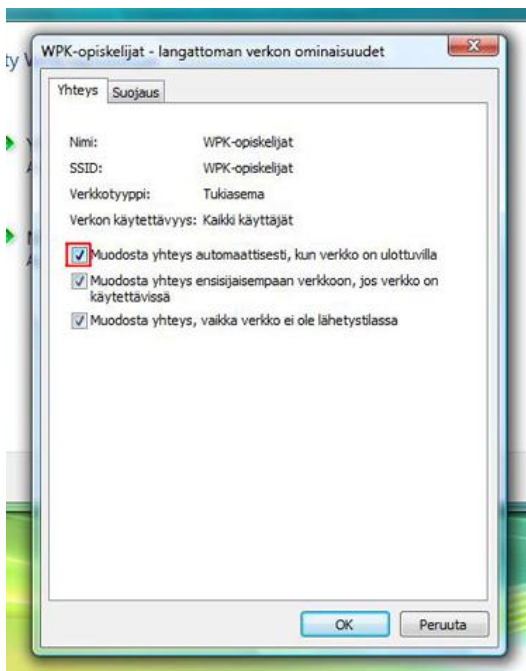 ty
WPK-opiskelijat - langattoman verkon ominaisuudet
Yhteys Suojaus
Nimi: WPK-opiskelijat
SSID: WPK-opiskelijat
Verkkotyyppi: Tukiasema
Verkon käytettävyys: Kaikki käyttäjät
Muodosta yhteys automaattisesti, kun verkko on ulottuvilla
Muodosta yhteys ensisijaisempaan verkkoon, jos verkko on
käytettävissä
Muodosta yhteys, vaikka verkko ei ole lähetystilassa
OK Peruuta